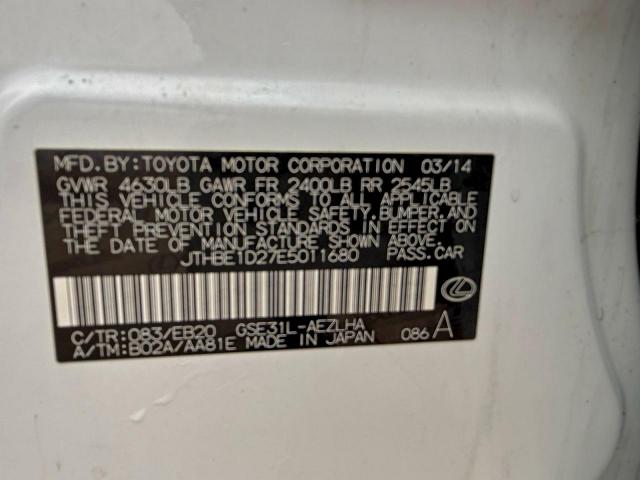 MFD.BY:TOYOTA MOTOR CORPORATION 03/14
GVWR 4630LB GAWR FR 2400LB RR 2545LB
THIS VEHICLE CONFORMS TO ALL APPLICABLE
FEDERAL MOTOR VEHICLE SAFETY,BUMPER,AND
THEFT PREVENTION STANDARDS IN EFFECT ON
THE DATE OF MANUFACTURE SHOWN ABOVE.
JTHBE1D27E5011680 PASS.CAR
C/TR:083/EB20 GSE31L-AEZLHA
A/TM:B02A/AA81E MADE IN JAPAN 086 A